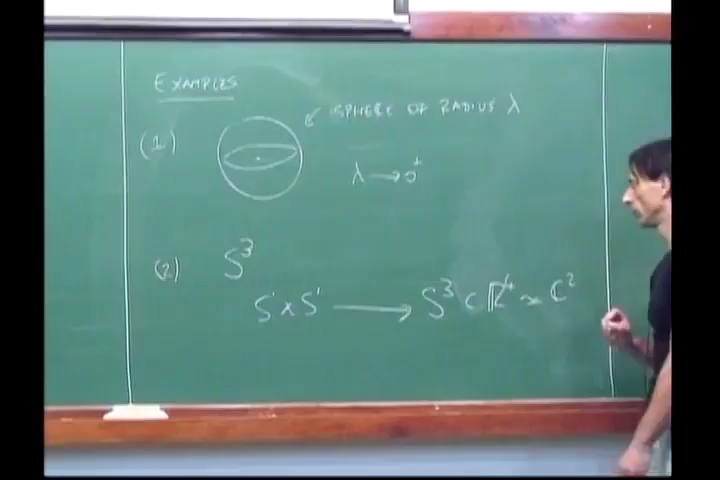 EXAMPLES
(1) SPHERE OF RADIUS λ
λ → 0⁺
(2) S³
S¹ × S¹ → S³ ⊂ ℝ⁴ ≃ ℂ²